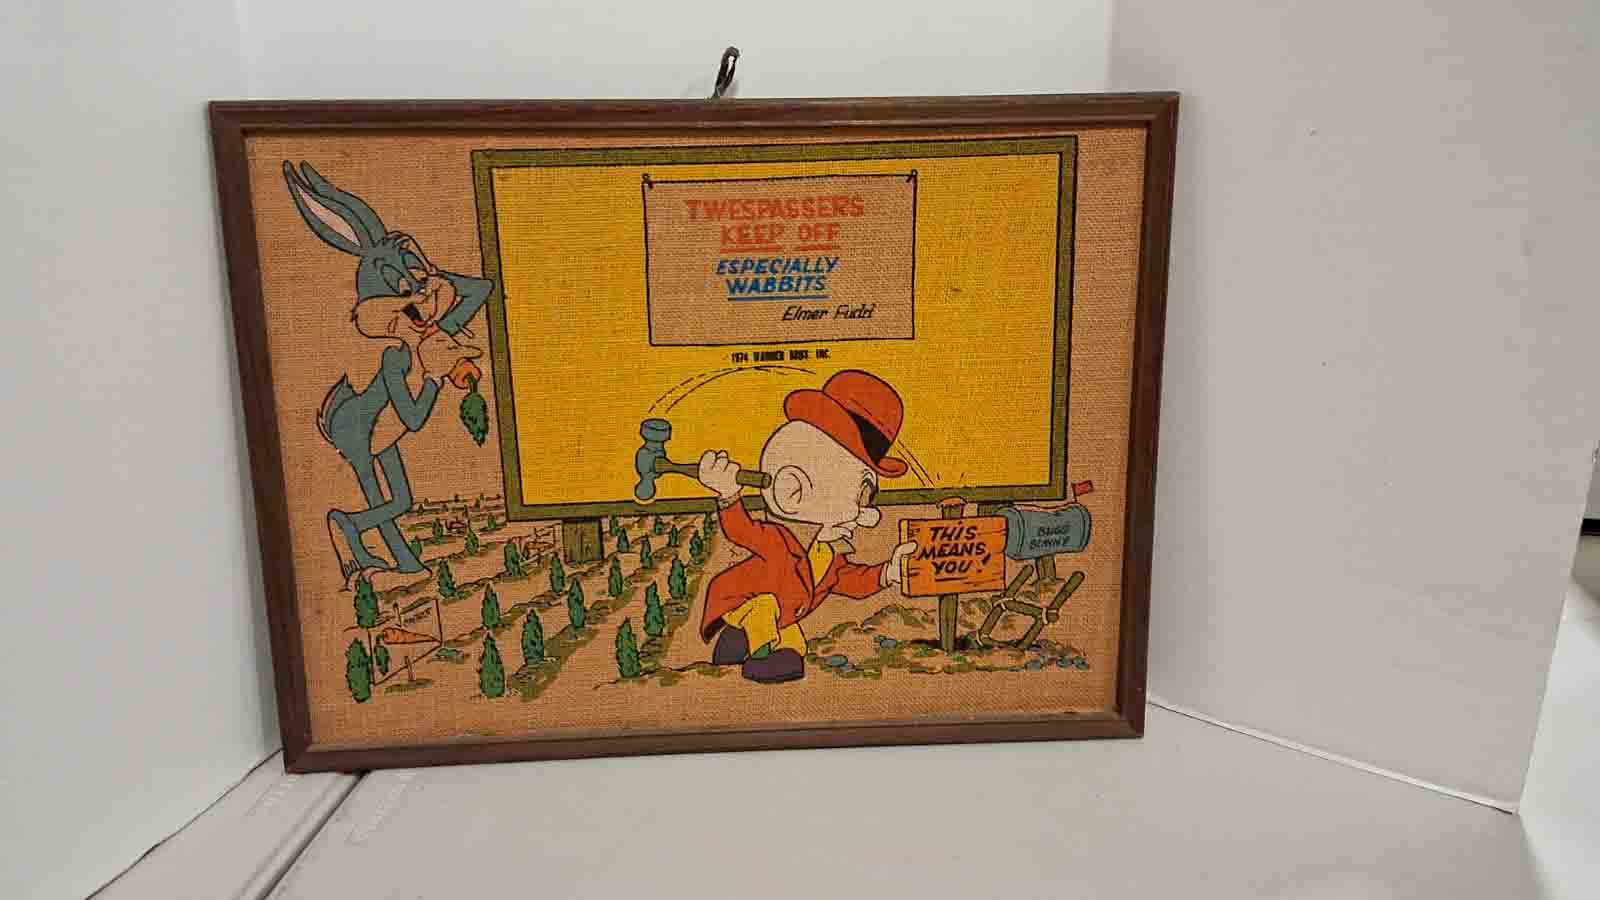 TWESPASSERS
KEEP OFF
ESPECIALLY
WABBITS
Elmer Fudd
1974 WARNER BROS. INC.
THIS
MEANS
YOU!
BUGS
BUNNY